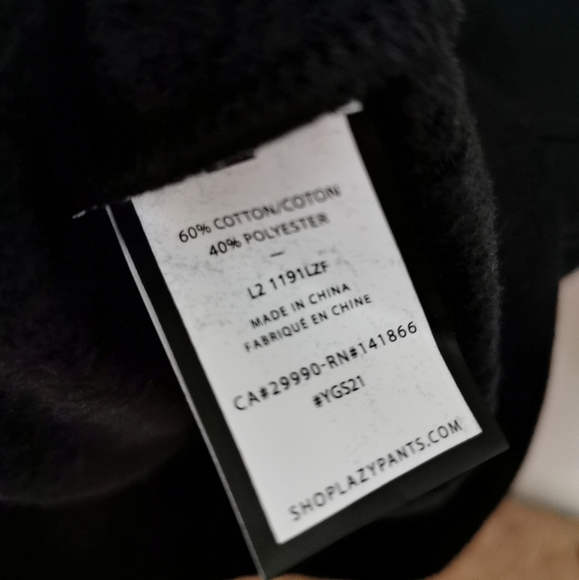 60% COTTON/COTON
40% POLYESTER
—
L2 1191LZF
MADE IN CHINA
FABRIQUÉ EN CHINE
CA#29990-RN#141866
#YGS21
SHOPLAZYPANTS.COM